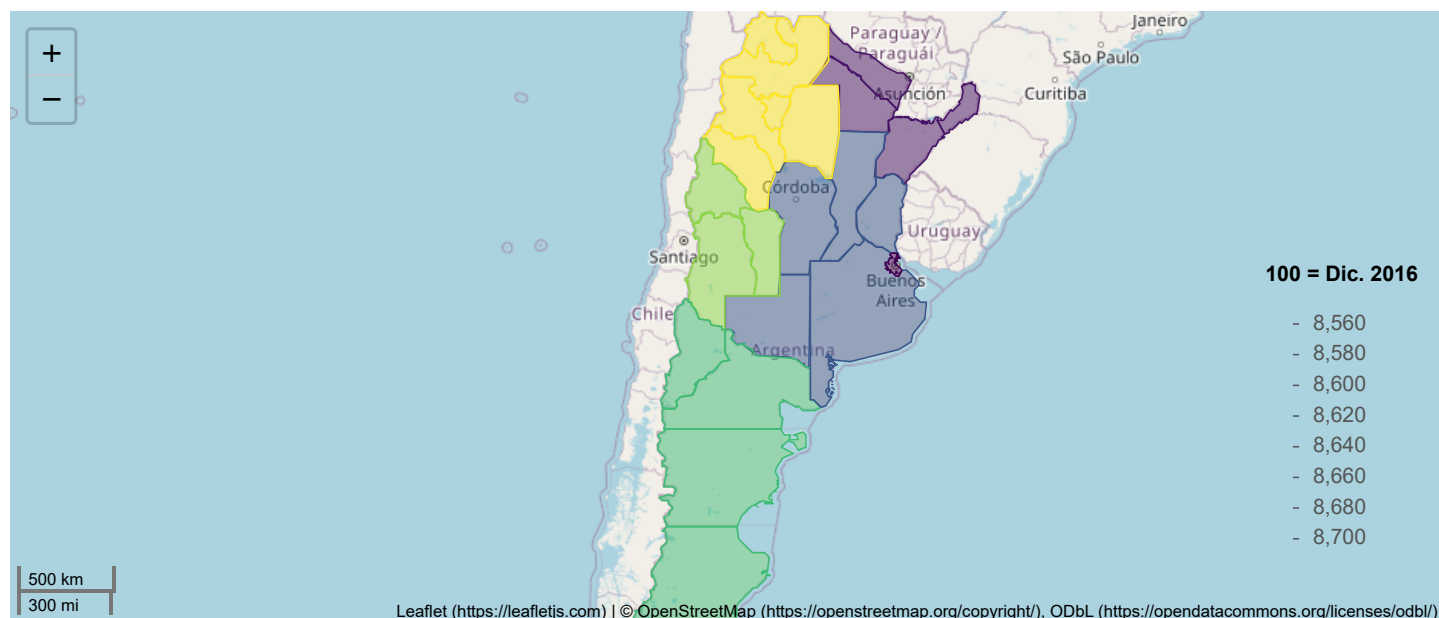 +
−
Janeiro
Paraguay /
Paraguái
São Paulo
Asunción
Curitiba
Córdoba
Uruguay
Santiago
100 = Dic. 2016
Buenos
Aires
Chile
- 8,560
Argentina
- 8,580
- 8,600
- 8,620
- 8,640
- 8,660
- 8,680
- 8,700
500 km
300 mi
Leaflet (https://leafletjs.com) | © OpenStreetMap (https://openstreetmap.org/copyright/), ODbL (https://opendatacommons.org/licenses/odbl/)